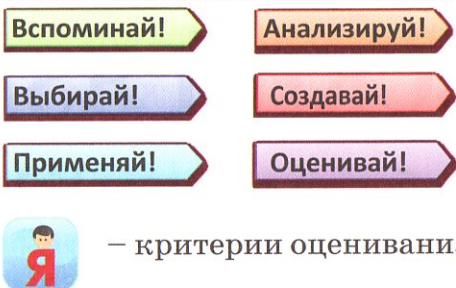 Вспоминай!
Анализируй!
Выбирай!
Создавай!
Применяй!
Оценивай!
Я
– критерии оценивани